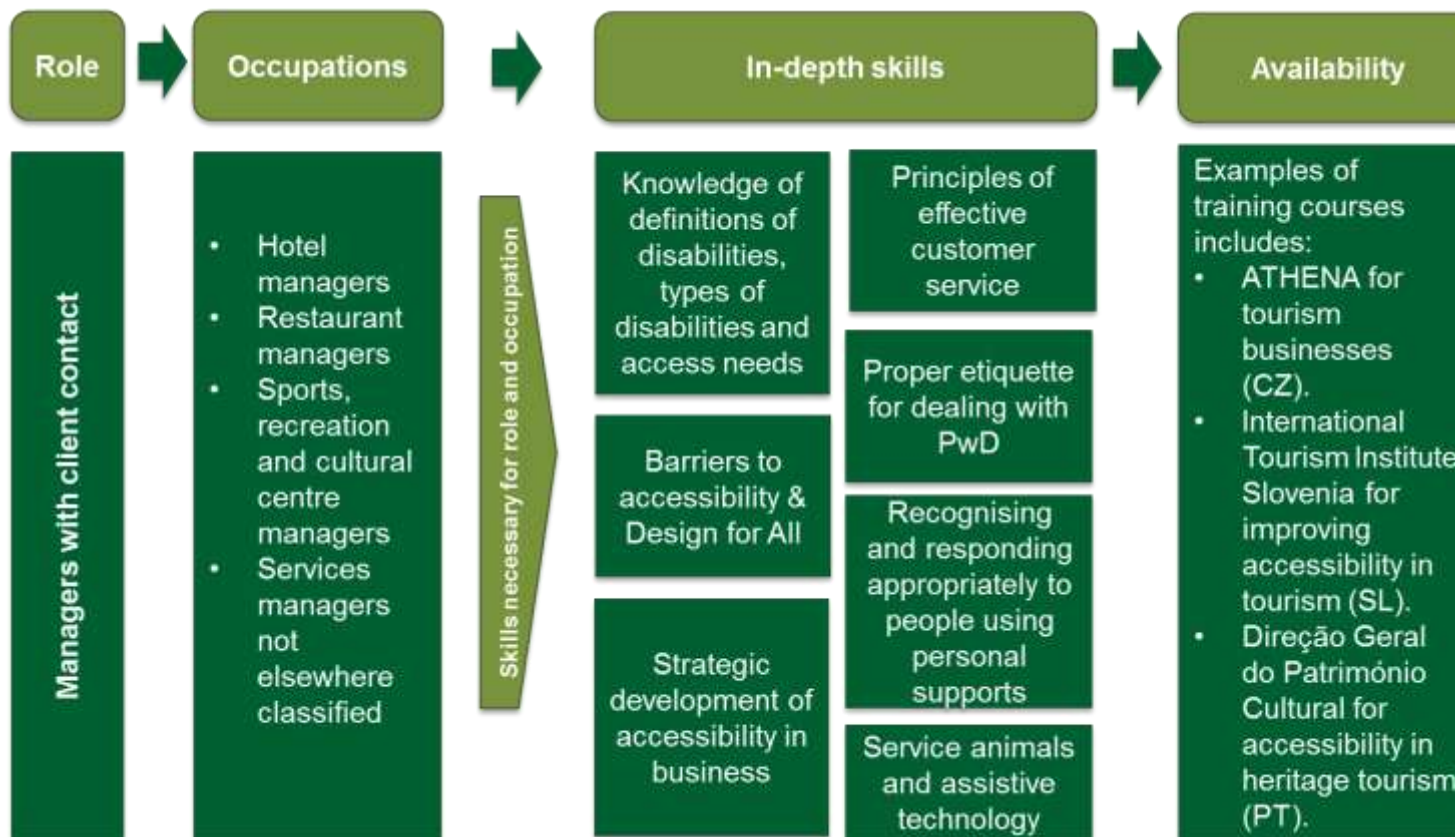 Role
Occupations
In-depth skills
Availability
Managers with client contact
• Hotel
managers
• Restaurant
managers
• Sports,
recreation
and cultural
centre
managers
• Services
managers
not
elsewhere
classified
Skills necessary for role and occupation
Knowledge of
definitions of
disabilities,
types of
disabilities and
access needs
Barriers to
accessibility &
Design for All
Strategic
development of
accessibility in
business
Principles of
effective
customer
service
Proper etiquette
for dealing with
PwD
Recognising
and responding
appropriately to
people using
personal
supports
Service animals
and assistive
technology
Examples of
training courses
includes:
• ATHENA for
tourism
businesses
(CZ).
• International
Tourism Institute
Slovenia for
improving
accessibility in
tourism (SL).
• Direção Geral
do Património
Cultural for
accessibility in
heritage tourism
(PT).